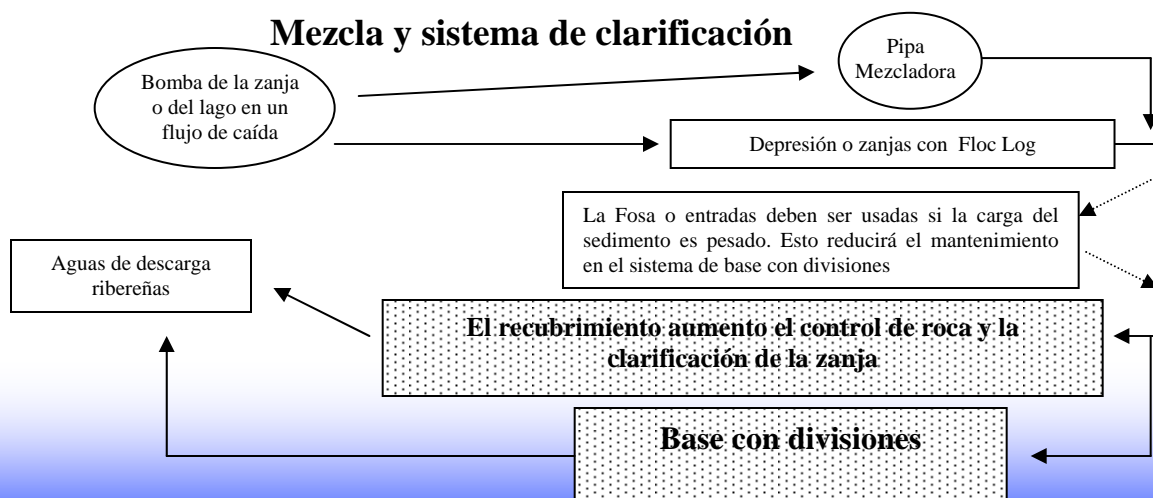 Mezcla y sistema de clarificación
Bomba de la zanja
o del lago en un
flujo de caída
Pipa
Mezcladora
Depresión o zanjas con Floc Log
La Fosa o entradas deben ser usadas si la carga del
sedimento es pesado. Esto reducirá el mantenimiento
en el sistema de base con divisiones
Aguas de descarga
ribereñas
El recubrimiento aumento el control de roca y la
clarificación de la zanja
Base con divisiones